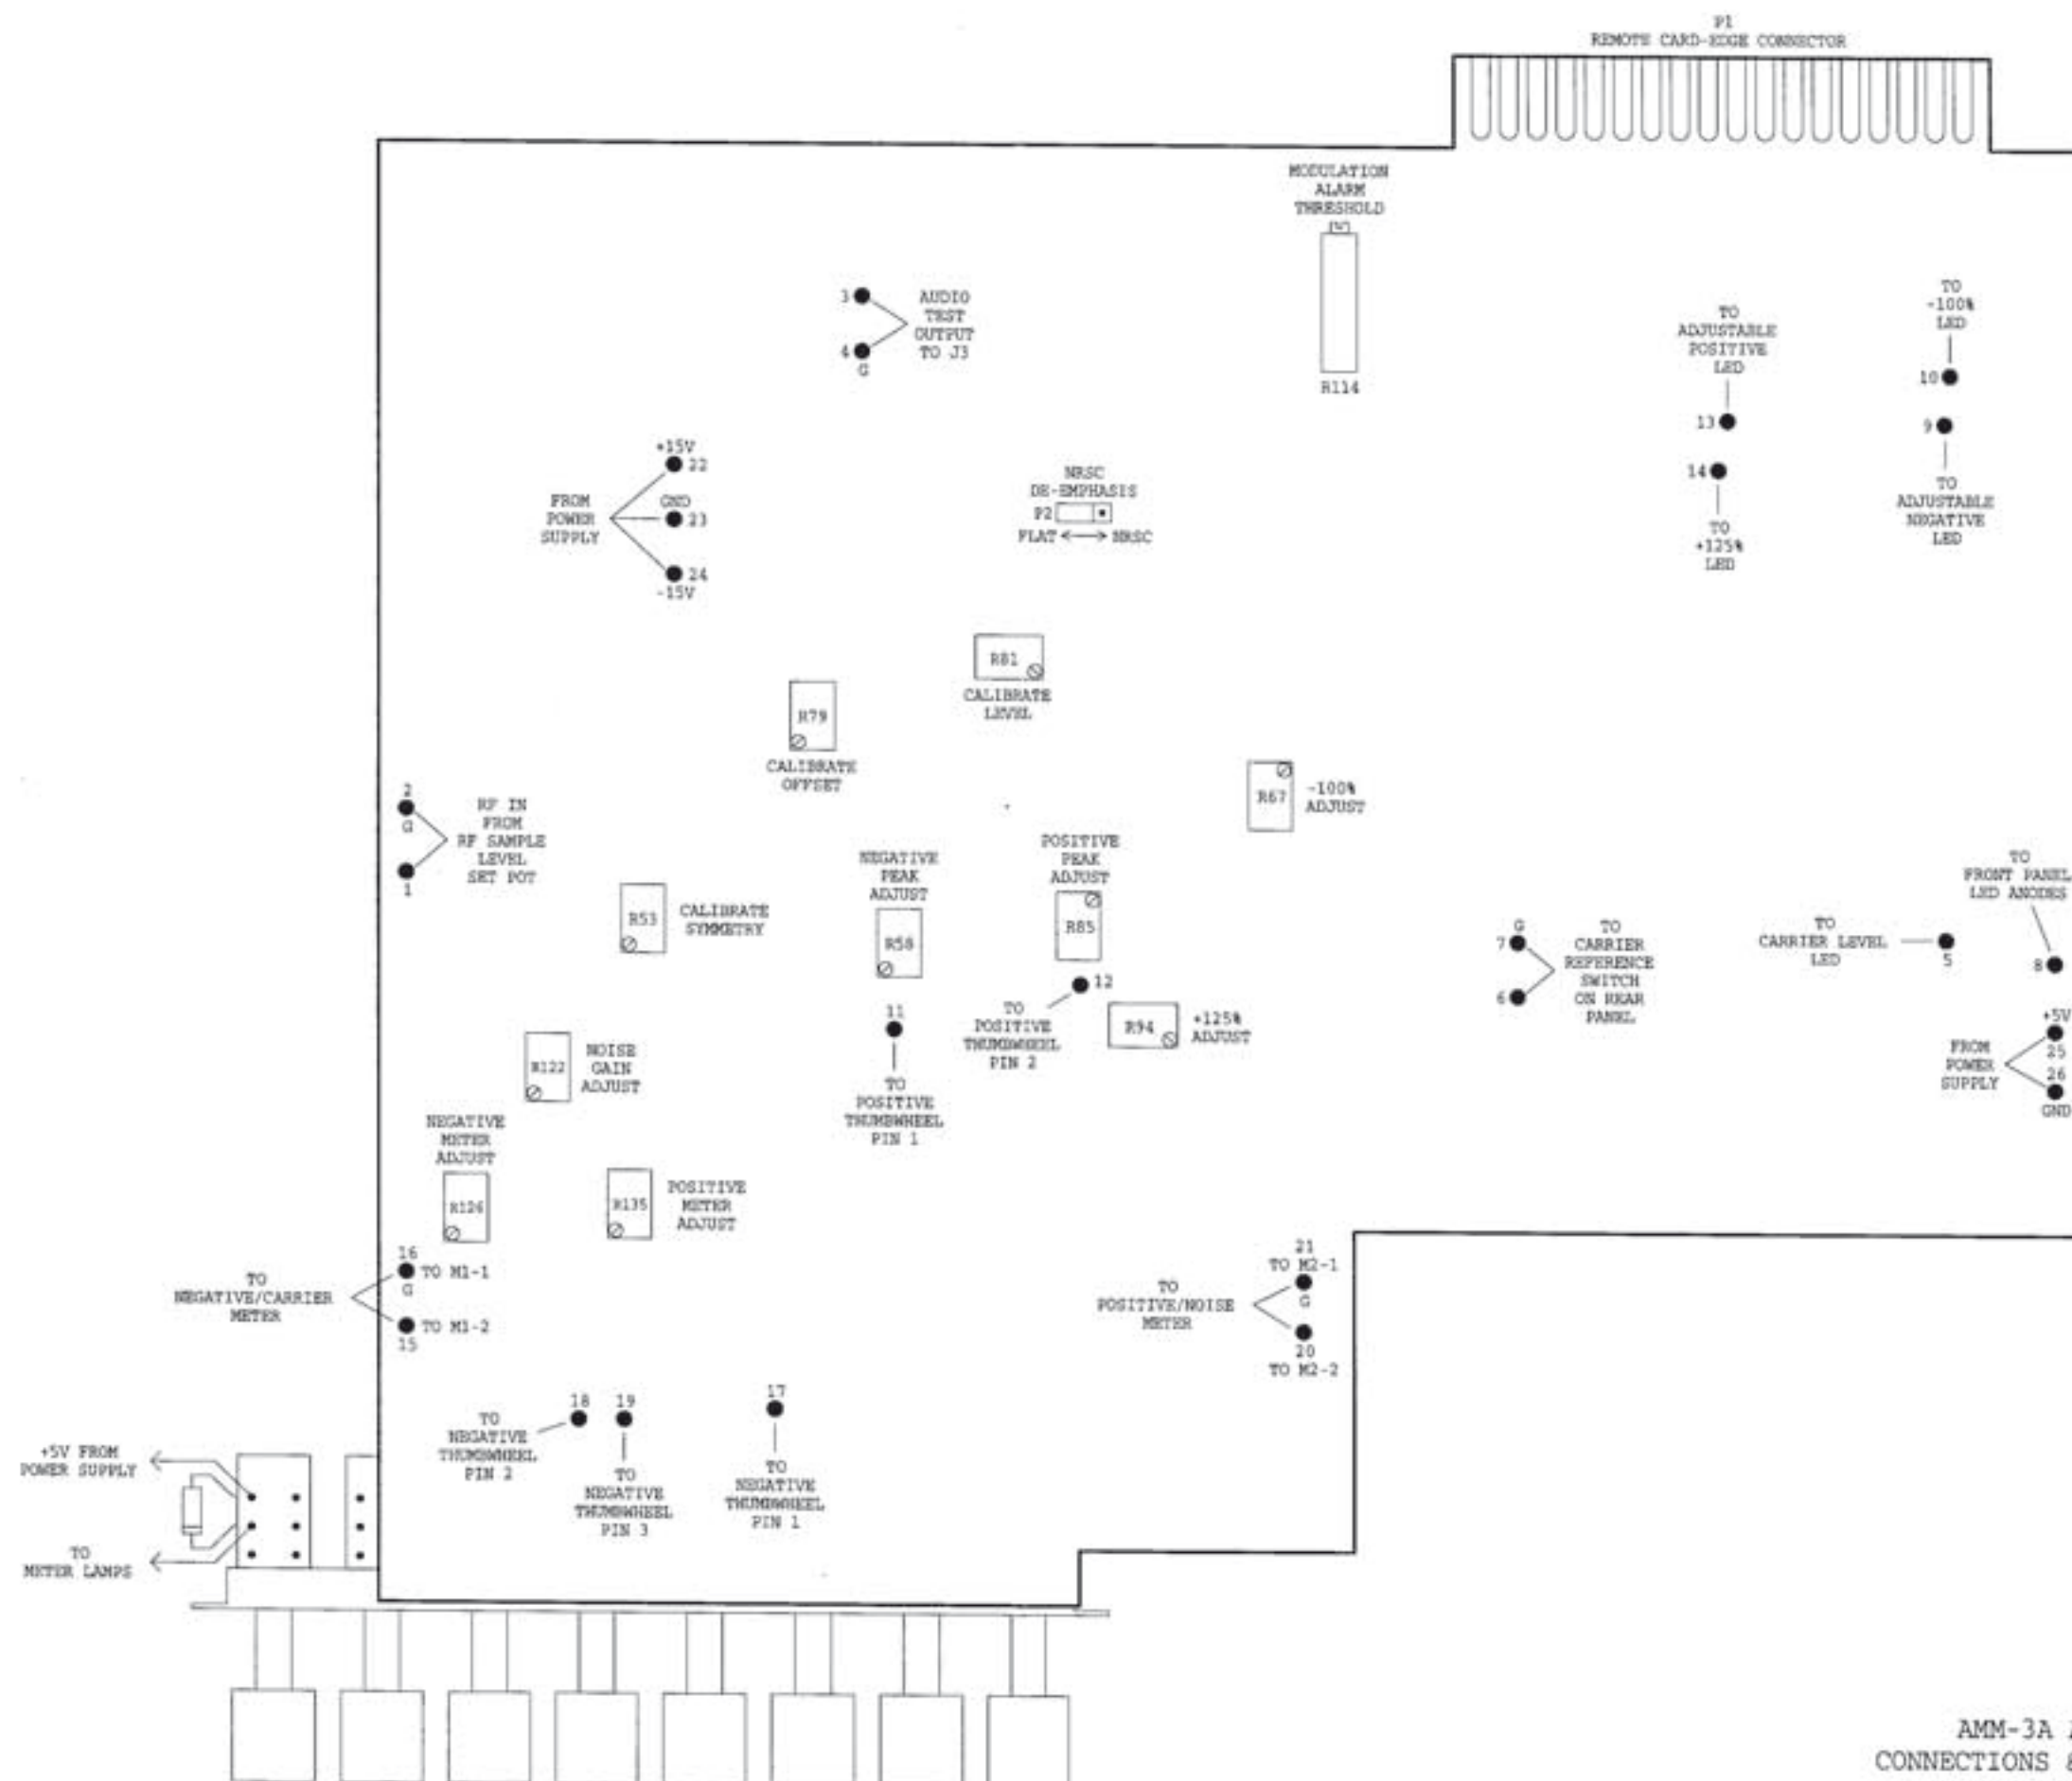 P1
REMOTE CARD-EDGE CONNECTOR
MODULATION
ALARM
THRESHOLD
R114
3
4
G
AUDIO
TEST
OUTPUT
TO J3
TO
ADJUSTABLE
POSITIVE
LED
13
14
TO
+125%
LED
TO
-100%
LED
10
9
TO
ADJUSTABLE
NEGATIVE
LED
FROM
POWER
SUPPLY
+15V
22
GND
23
24
-15V
NRSC
DE-EMPHASIS
P2
FLAT NRSC
R81
CALIBRATE
LEVEL
R79
CALIBRATE
OFFSET
R67
-100%
ADJUST
2
G
1
RF IN
FROM
RF SAMPLE
LEVEL
SET POT
R53
CALIBRATE
SYMMETRY
NEGATIVE
PEAK
ADJUST
R58
POSITIVE
PEAK
ADJUST
R85
12
TO
POSITIVE
THUMBWHEEL
PIN 2
11
TO
POSITIVE
THUMBWHEEL
PIN 1
R94
+125%
ADJUST
G
7
6
TO
CARRIER
REFERENCE
SWITCH
ON REAR
PANEL
TO
CARRIER LEVEL
LED
5
TO
FRONT PANEL
LED ANODES
8
FROM
POWER
SUPPLY
+5V
25
26
GND
R122
NOISE
GAIN
ADJUST
NEGATIVE
METER
ADJUST
R126
R135
POSITIVE
METER
ADJUST
TO
NEGATIVE/CARRIER
METER
16
TO M1-1
G
TO M1-2
15
TO
POSITIVE/NOISE
METER
21
TO M2-1
G
20
TO M2-2
18
TO
NEGATIVE
THUMBWHEEL
PIN 2
19
TO
NEGATIVE
THUMBWHEEL
PIN 3
17
TO
NEGATIVE
THUMBWHEEL
PIN 1
+5V FROM
POWER SUPPLY
TO
METER LAMPS
AMM-3A
CONNECTIONS &